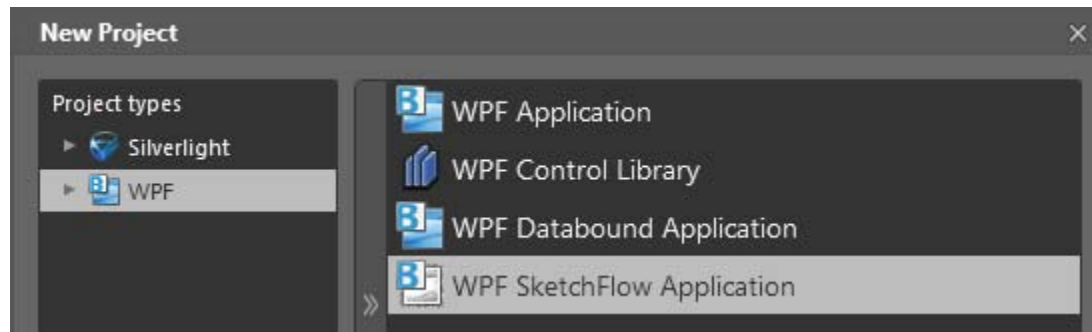 New Project
Project types
Silverlight
WPF
WPF Application
WPF Control Library
WPF Databound Application
WPF SketchFlow Application